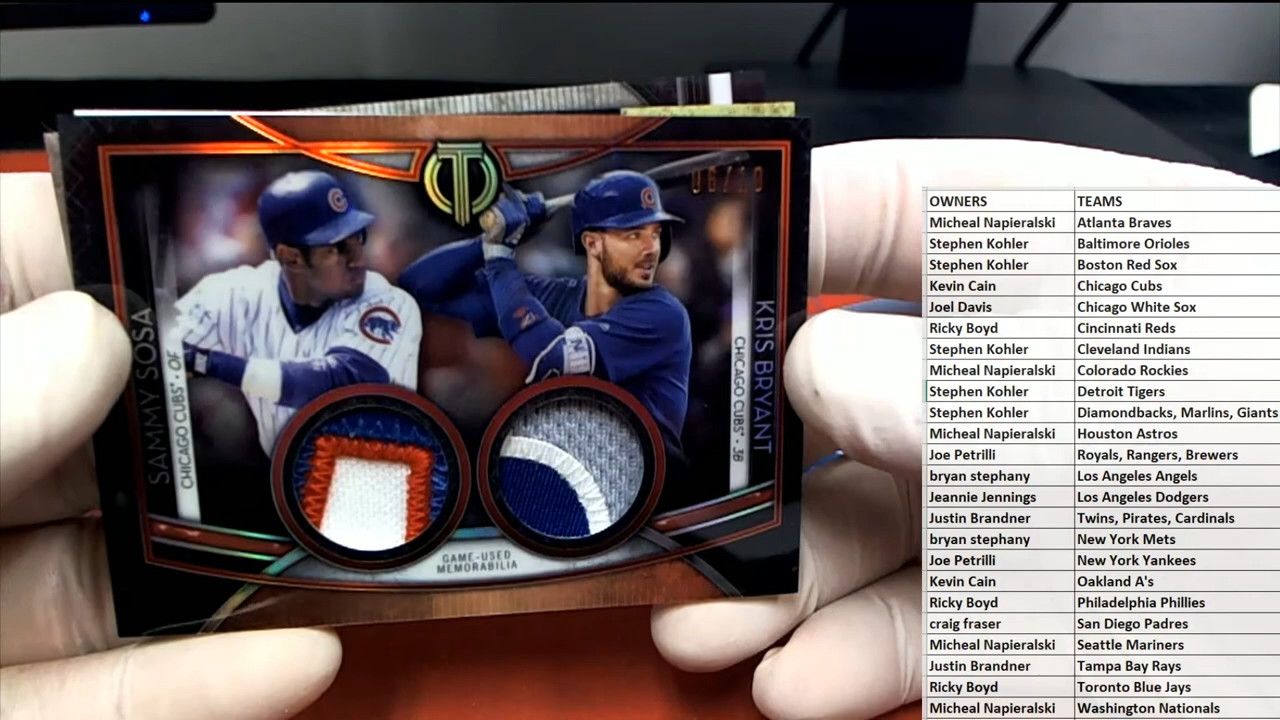 06/10
SAMMY SOSA
CHICAGO CUBS® • OF
KRIS BRYANT
CHICAGO CUBS® • 3B
GAME-USED
MEMORABILIA
OWNERS TEAMS
Micheal Napieralski Atlanta Braves
Stephen Kohler Baltimore Orioles
Stephen Kohler Boston Red Sox
Kevin Cain Chicago Cubs
Joel Davis Chicago White Sox
Ricky Boyd Cincinnati Reds
Stephen Kohler Cleveland Indians
Micheal Napieralski Colorado Rockies
Stephen Kohler Detroit Tigers
Stephen Kohler Diamondbacks, Marlins, Giants
Micheal Napieralski Houston Astros
Joe Petrilli Royals, Rangers, Brewers
bryan stephany Los Angeles Angels
Jeannie Jennings Los Angeles Dodgers
Justin Brandner Twins, Pirates, Cardinals
bryan stephany New York Mets
Joe Petrilli New York Yankees
Kevin Cain Oakland A's
Ricky Boyd Philadelphia Phillies
craig fraser San Diego Padres
Micheal Napieralski Seattle Mariners
Justin Brandner Tampa Bay Rays
Ricky Boyd Toronto Blue Jays
Micheal Napieralski Washington Nationals